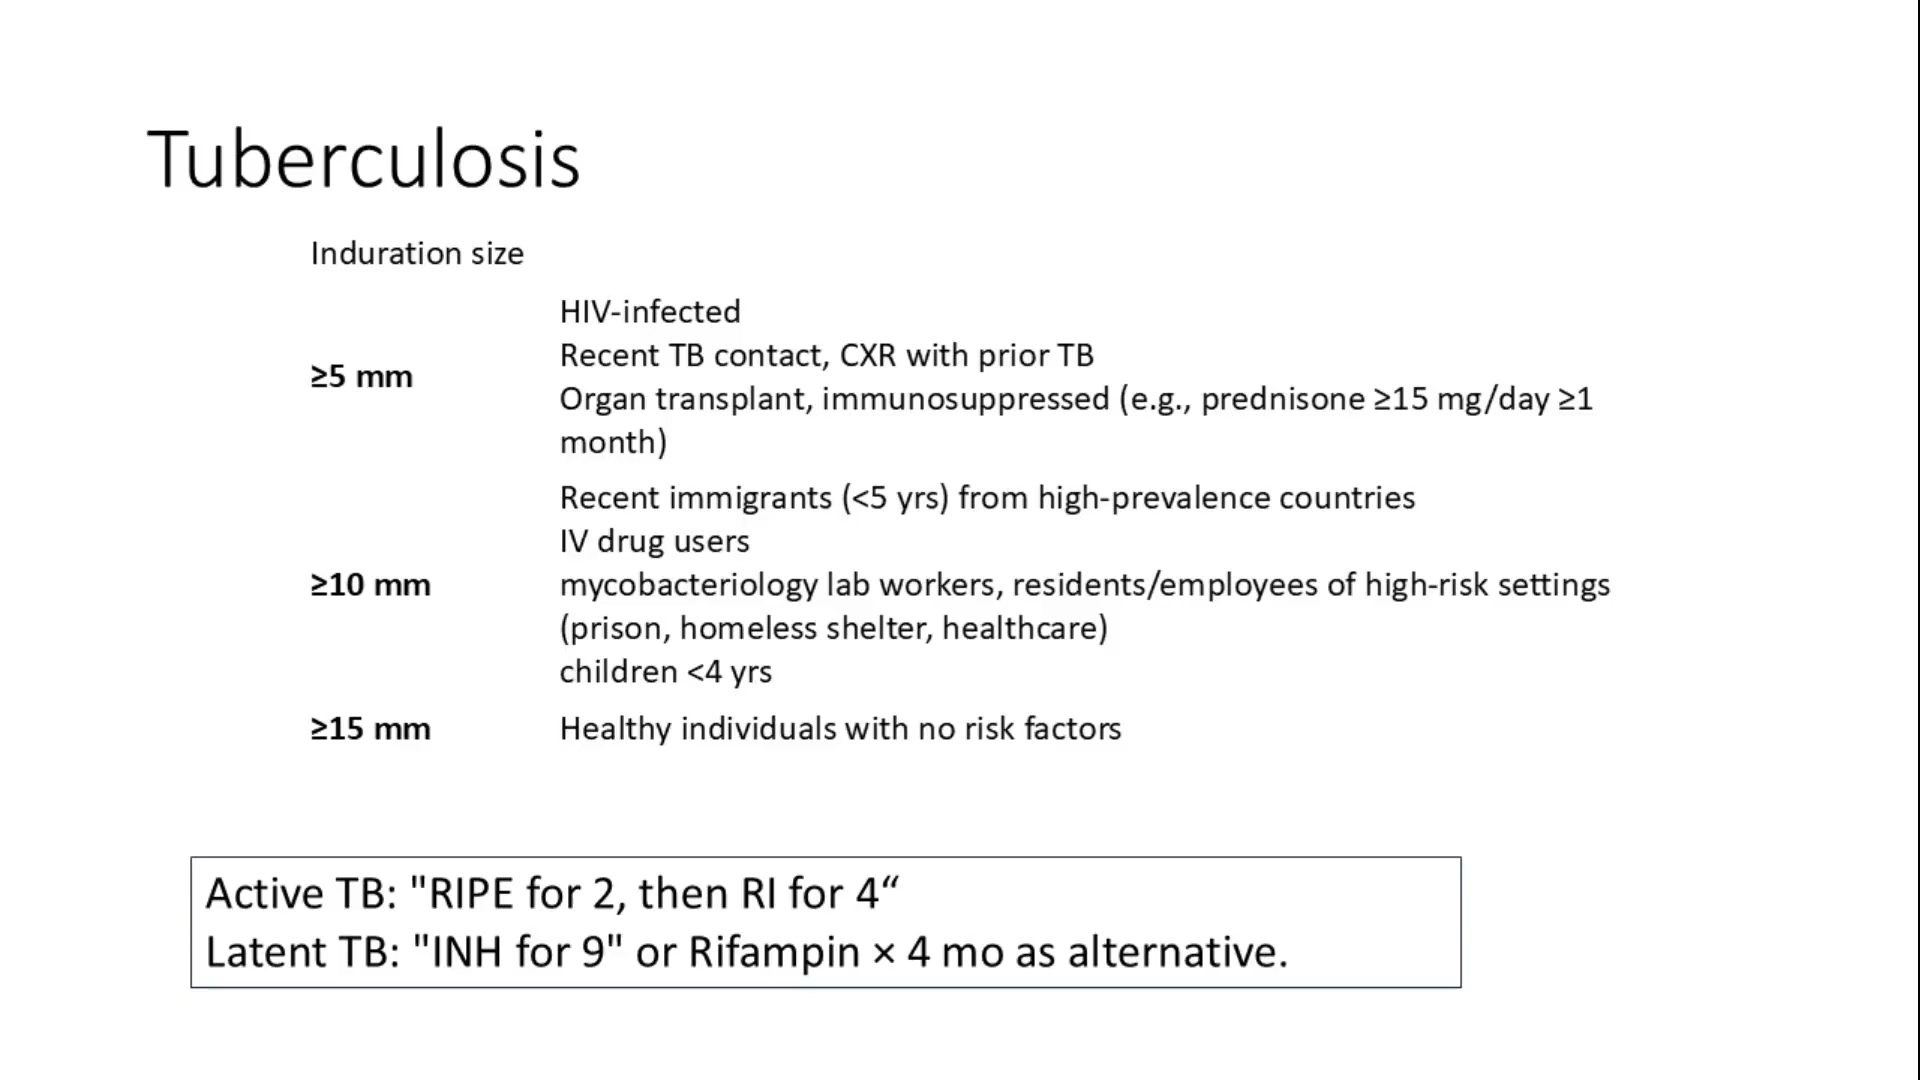 Tuberculosis
Induration size
≥5 mm
HIV-infected
Recent TB contact, CXR with prior TB
Organ transplant, immunosuppressed (e.g., prednisone ≥15 mg/day ≥1
month)
≥10 mm
Recent immigrants (<5 yrs) from high-prevalence countries
IV drug users
mycobacteriology lab workers, residents/employees of high-risk settings
(prison, homeless shelter, healthcare)
children <4 yrs
≥15 mm
Healthy individuals with no risk factors
Active TB: "RIPE for 2, then RI for 4“
Latent TB: "INH for 9" or Rifampin × 4 mo as alternative.